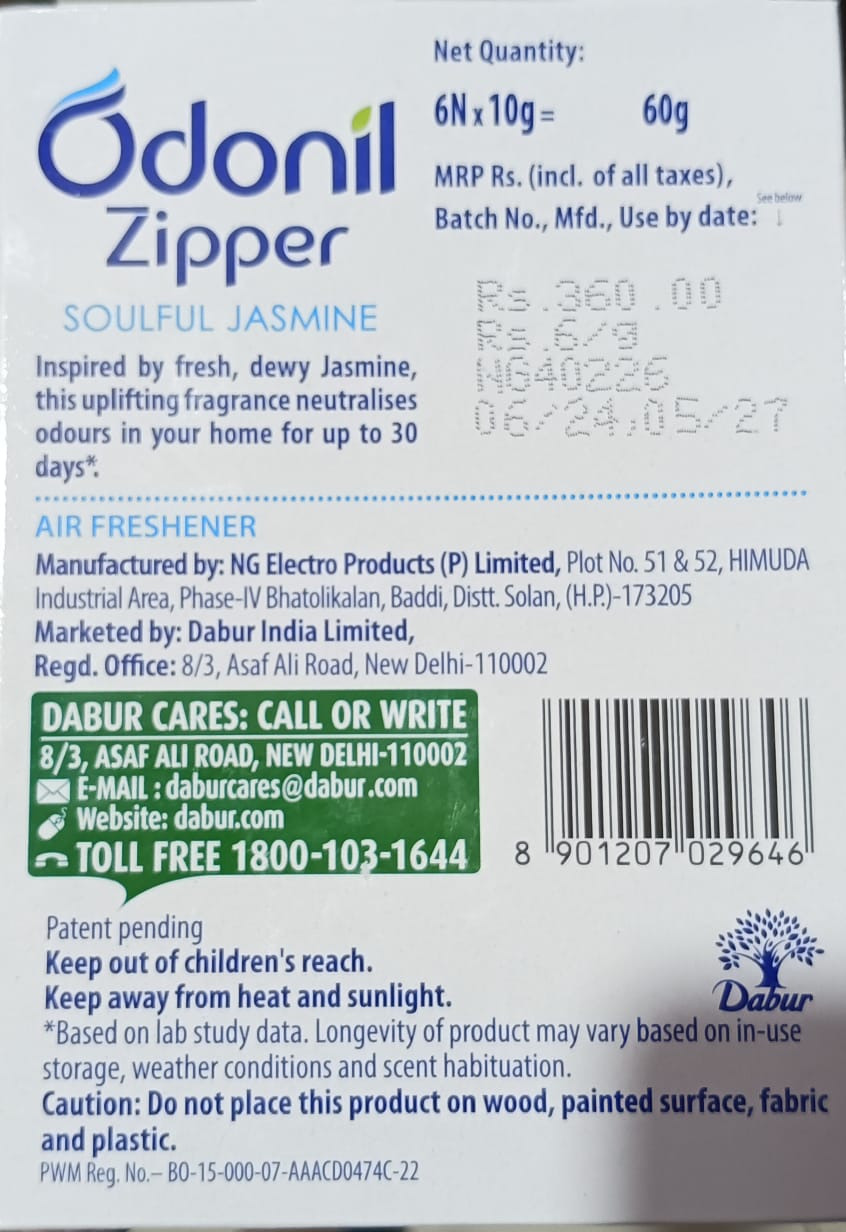 Odonil
Zipper
SOULFUL JASMINE
Inspired by fresh, dewy Jasmine,
this uplifting fragrance neutralises
odours in your home for up to 30
days*.
Net Quantity:
6N x 10g = 60g
MRP Rs. (incl. of all taxes),
Batch No., Mfd., Use by date: See below ↓
Rs.360.00
Rs.6/g
NG40226
06/24,05/27
AIR FRESHENER
Manufactured by: NG Electro Products (P) Limited, Plot No. 51 & 52, HIMUDA
Industrial Area, Phase-IV Bhatolikalan, Baddi, Distt. Solan, (H.P.)-173205
Marketed by: Dabur India Limited,
Regd. Office: 8/3, Asaf Ali Road, New Delhi-110002
DABUR CARES: CALL OR WRITE
8/3, ASAF ALI ROAD, NEW DELHI-110002
E-MAIL : daburcares@dabur.com
Website: dabur.com
TOLL FREE 1800-103-1644
8 901207 029646
Patent pending
Keep out of children's reach.
Keep away from heat and sunlight.
Dabur
*Based on lab study data. Longevity of product may vary based on in-use
storage, weather conditions and scent habituation.
Caution: Do not place this product on wood, painted surface, fabric
and plastic.
PWM Reg. No.– BO-15-000-07-AAACD0474C-22